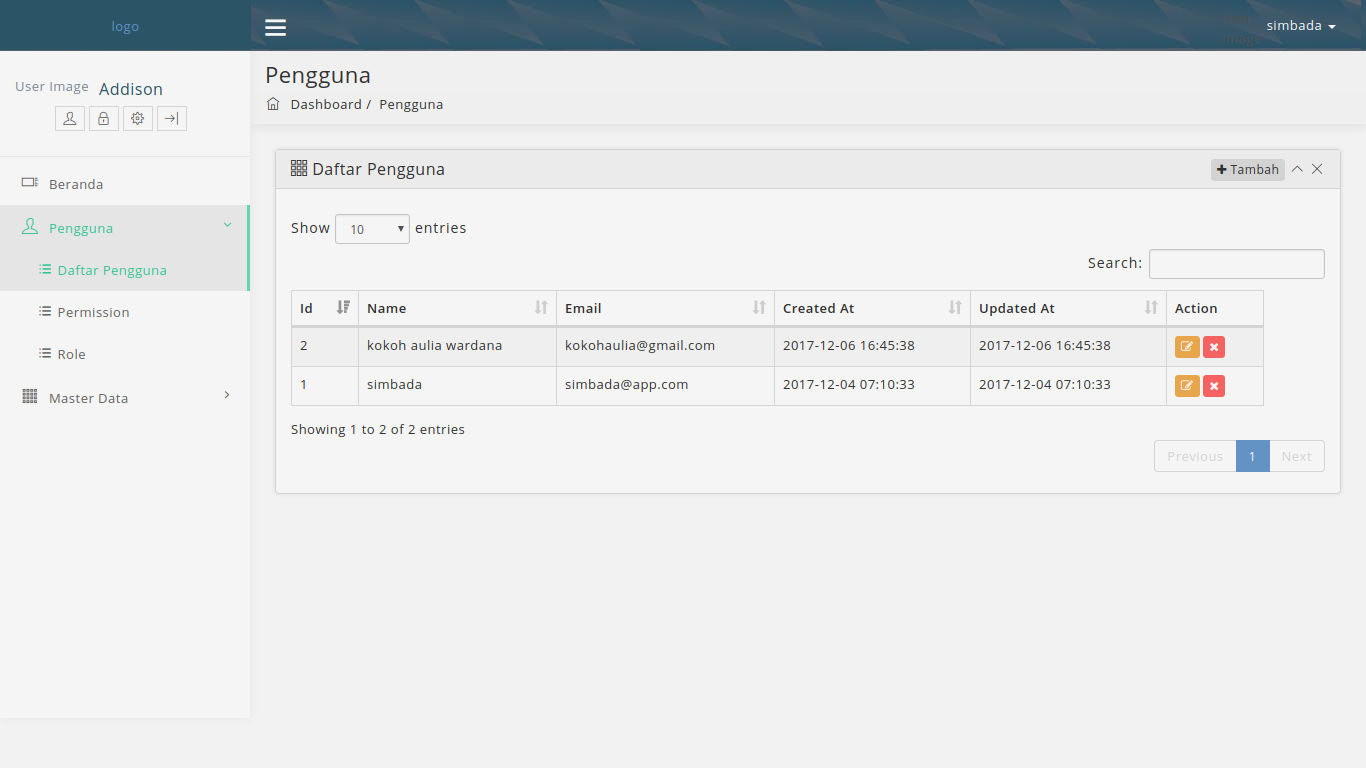 logo
simbada
User Image Addison
Beranda
Pengguna
Daftar Pengguna
Permission
Role
Master Data
Pengguna
Dashboard / Pengguna
Daftar Pengguna
Tambah
Show 10 entries
Search:
Id Name Email Created At Updated At Action
2 kokoh aulia wardana kokohaulia@gmail.com 2017-12-06 16:45:38 2017-12-06 16:45:38
1 simbada simbada@app.com 2017-12-04 07:10:33 2017-12-04 07:10:33
Showing 1 to 2 of 2 entries
Previous 1 Next